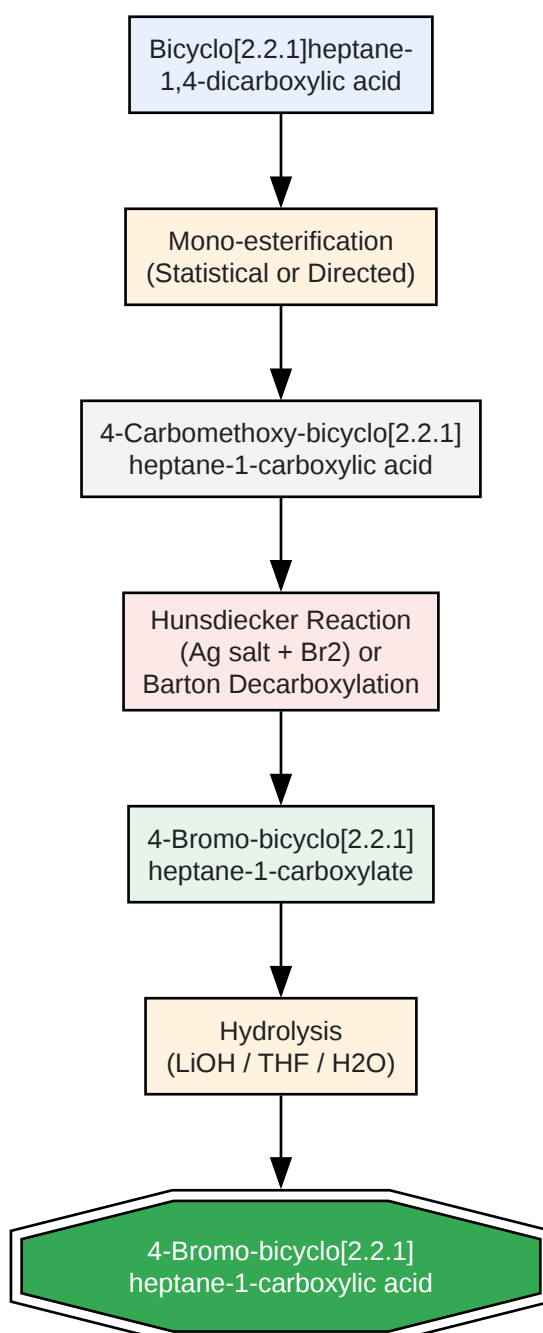 Bicyclo[2.2.1]heptane-
1,4-dicarboxylic acid
Mono-esterification
(Statistical or Directed)
4-Carbomethoxy-bicyclo[2.2.1]
heptane-1-carboxylic acid
Hunsdiecker Reaction
(Ag salt + Br2) or
Barton Decarboxylation
4-Bromo-bicyclo[2.2.1]
heptane-1-carboxylate
Hydrolysis
(LiOH / THF / H2O)
4-Bromo-bicyclo[2.2.1]
heptane-1-carboxylic acid